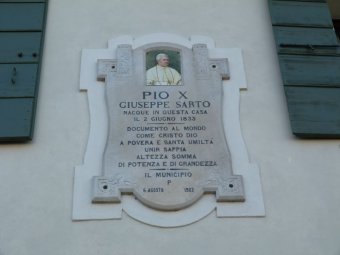 PIO X
GIUSEPPE SARTO
NACQUE IN QUESTA CASA
IL 2 GIUGNO 1835
DOCUMENTO AL MONDO
COME CRISTO DIO
A POVERA E SANTA UMILTÀ
UNIR SAPPIA
ALTEZZA SOMMA
DI POTENZA E DI GRANDEZZA
IL MUNICIPIO
P
AGOSTO